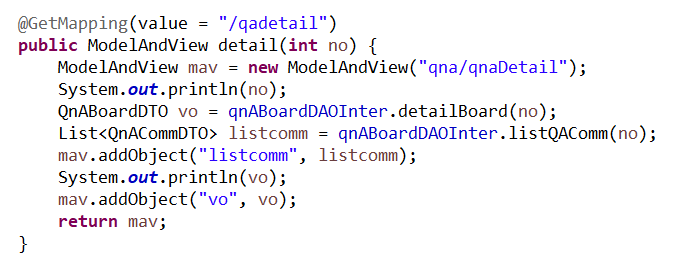 @GetMapping(value = "/qadetail")
public ModelAndView detail(int no) {
    ModelAndView mav = new ModelAndView("qna/qnaDetail");
    System.out.println(no);
    QnABoardDTO vo = qnABoardDAOInter.detailBoard(no);
    List<QnACommDTO> listcomm = qnABoardDAOInter.listQAComm(no);
    mav.addObject("listcomm", listcomm);
    System.out.println(vo);
    mav.addObject("vo", vo);
    return mav;
}